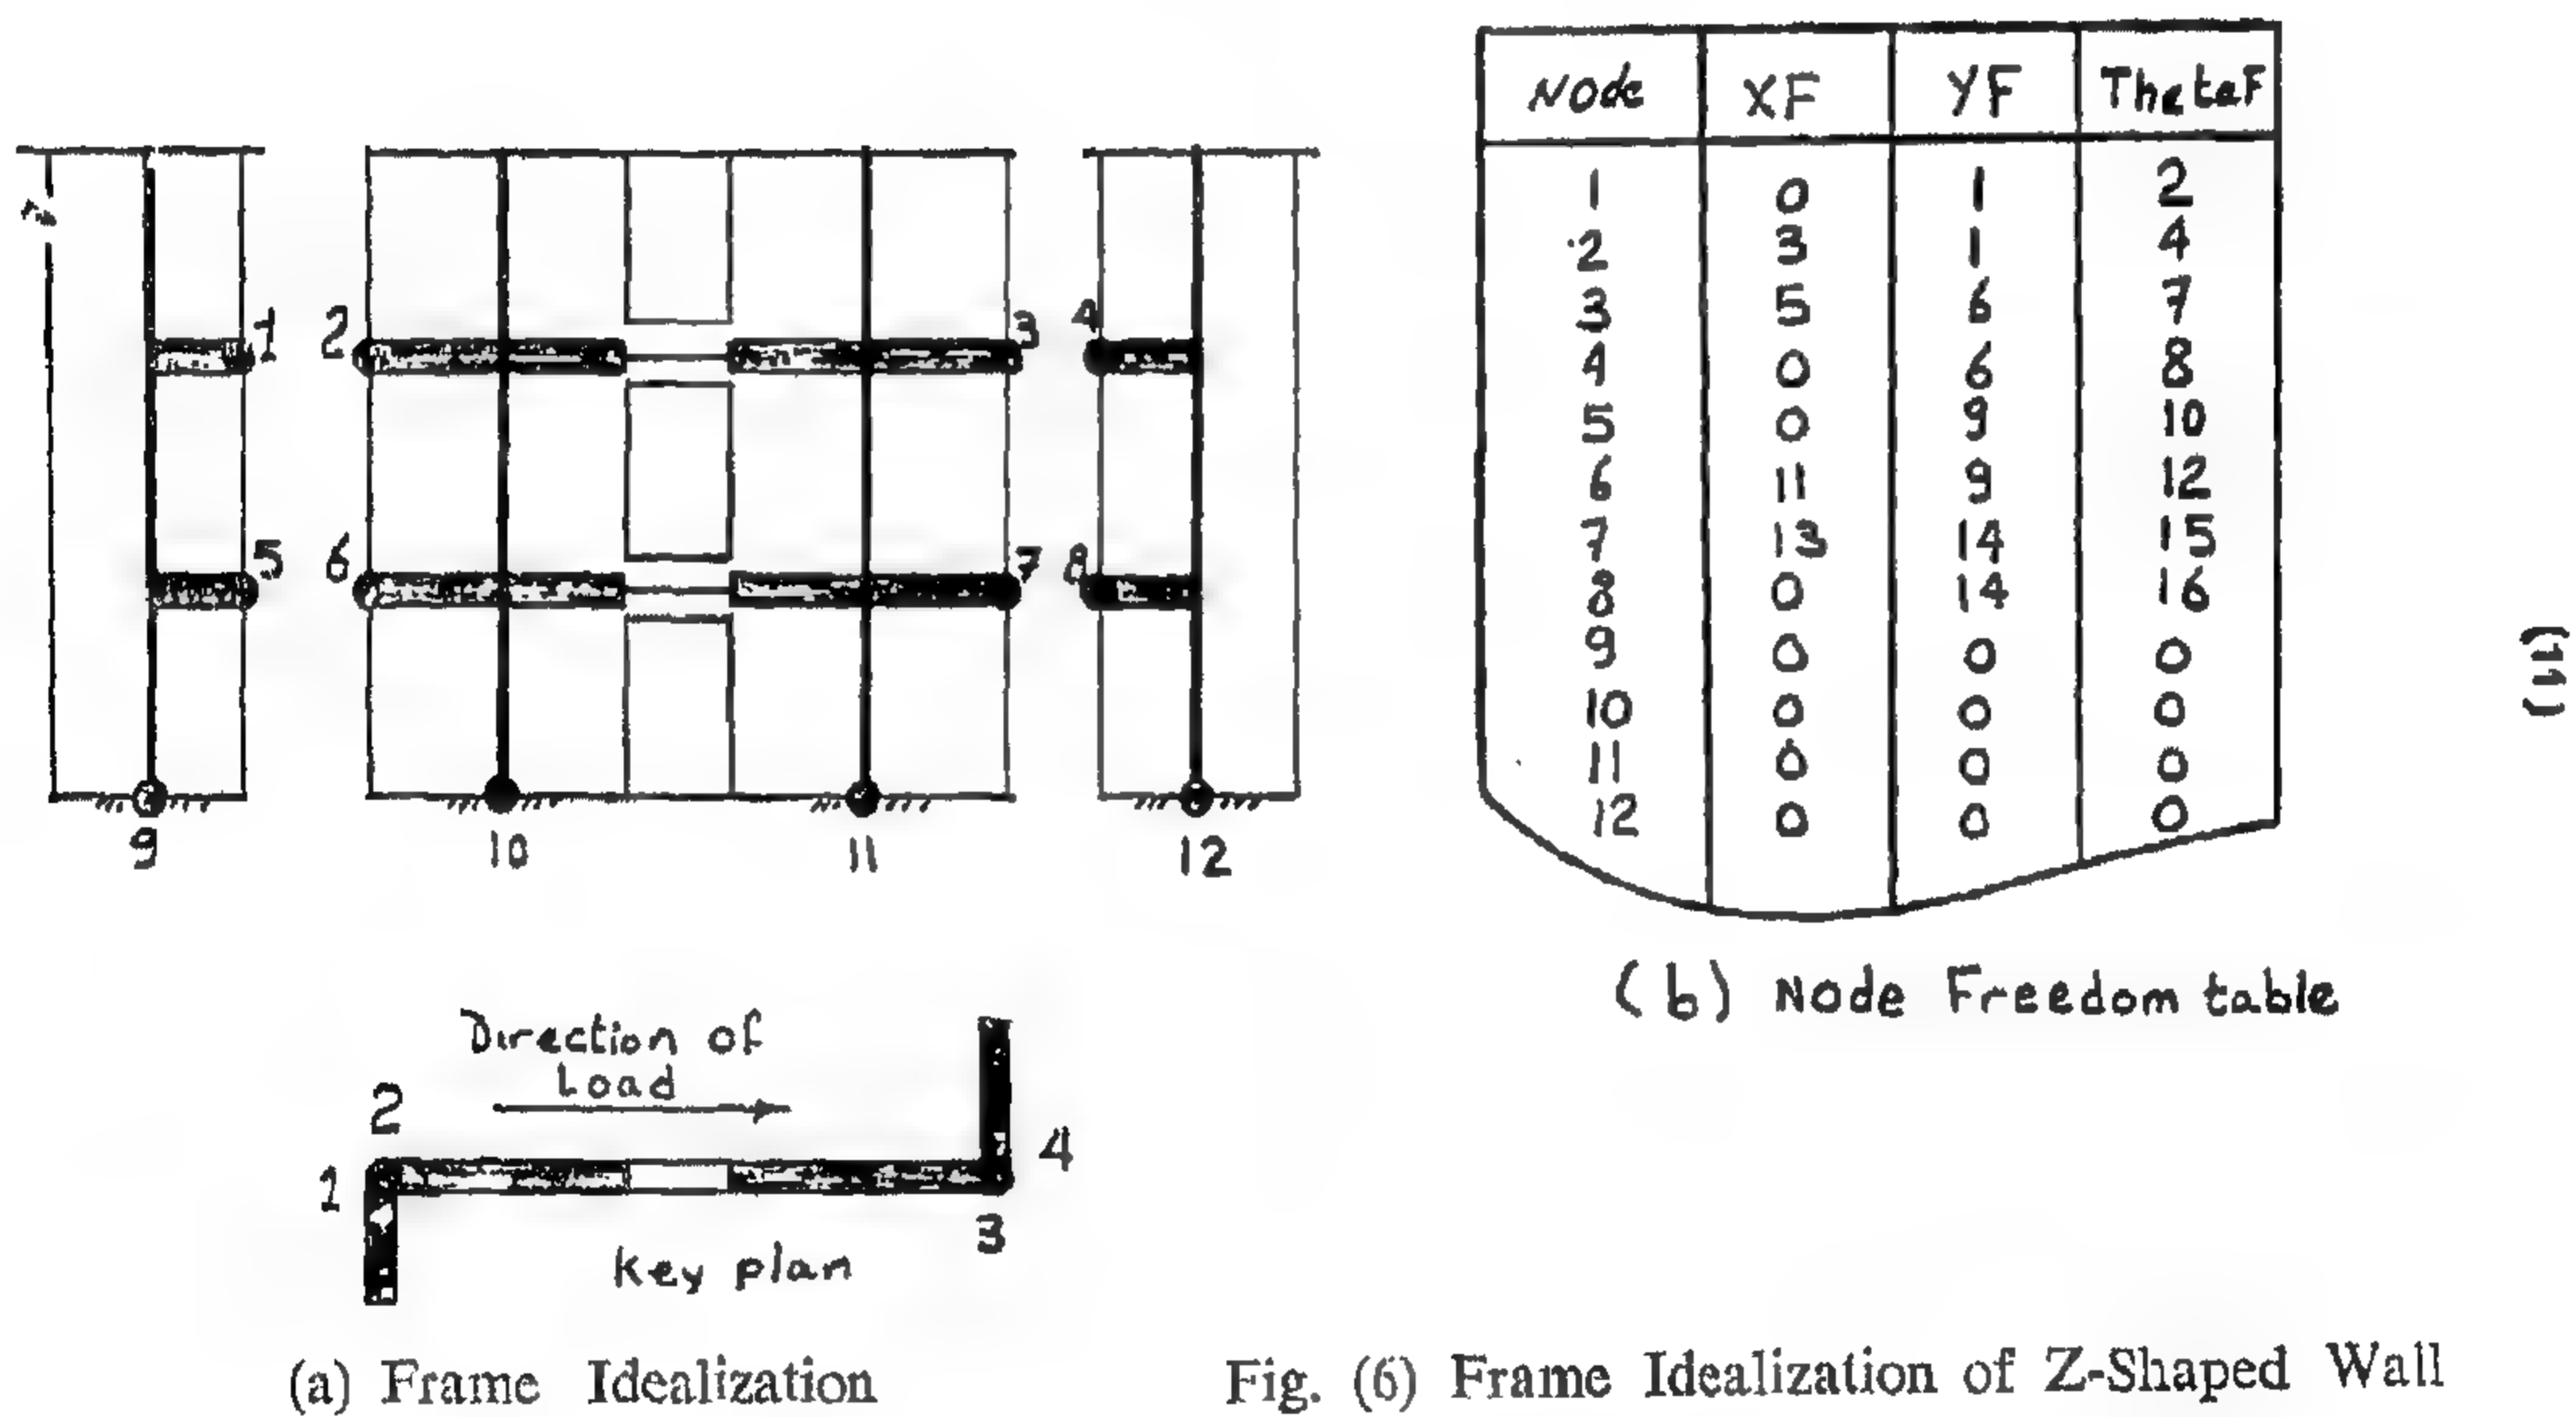 1 2 3 4
5 6 7 8
9 10 11 12
Direction of
Load
2
1 4
3
Key plan
(a) Frame Idealization
Node XF YF ThetaF
1 0 1 2
2 3 1 4
3 5 6 7
4 0 6 8
5 0 9 10
6 11 9 12
7 13 14 15
8 0 14 16
9 0 0 0
10 0 0 0
11 0 0 0
12 0 0 0
(b) Node Freedom table
Fig. (6) Frame Idealization of Z-Shaped Wall
(11)